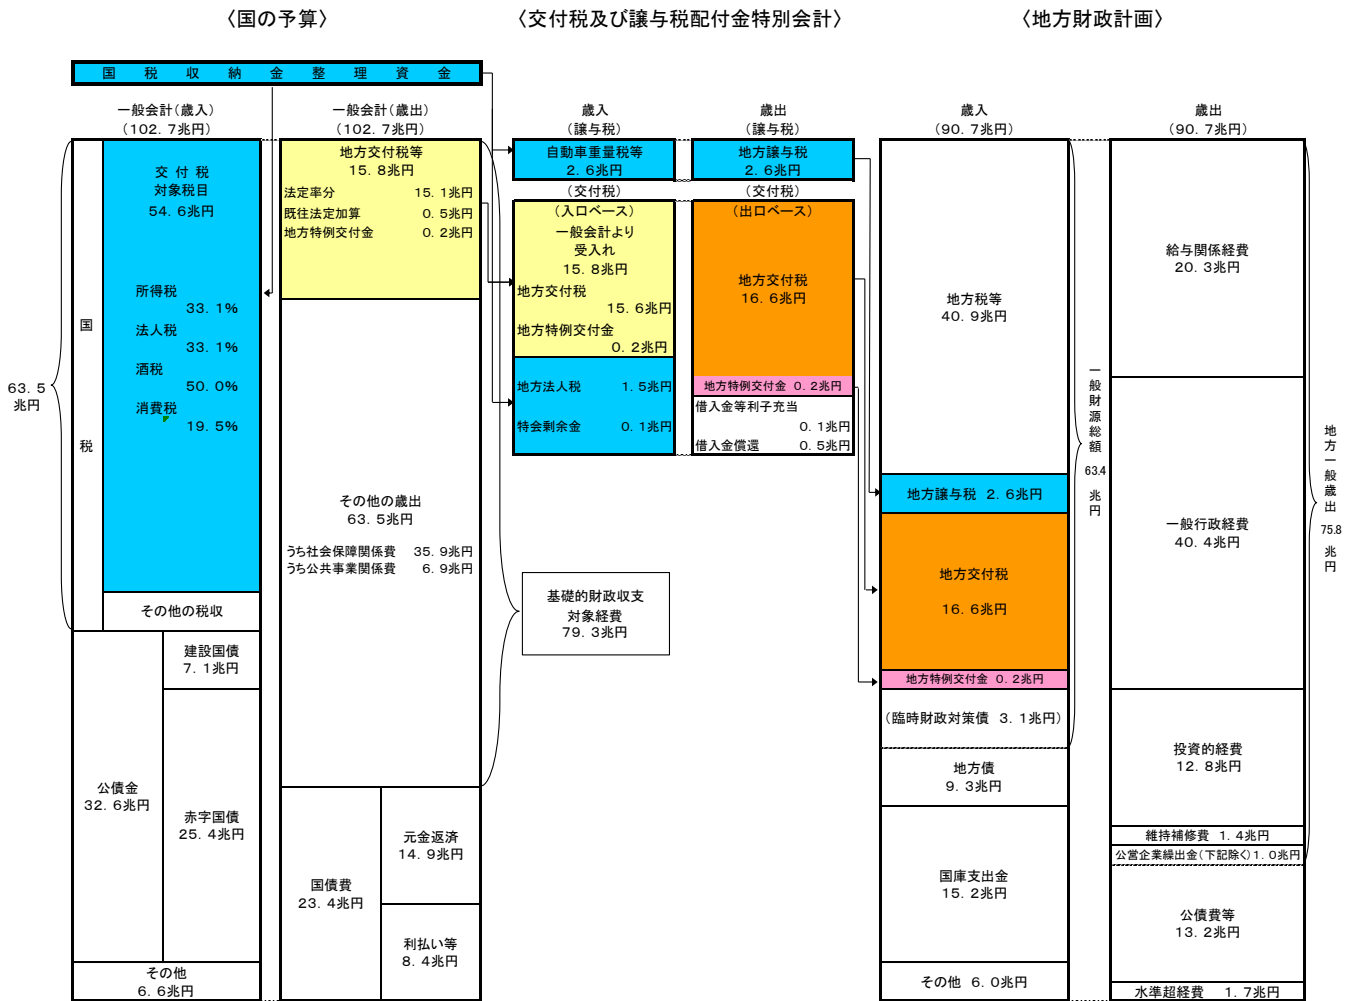 〈国の予算〉
〈交付税及び譲与税配付金特別会計〉
〈地方財政計画〉
国税収納金整理資金
一般会計(歳入)
(102.7兆円)
63.5
兆円
国
税
交付税
対象税目
54.6兆円
所得税
33.1%
法人税
33.1%
酒税
50.0%
消費税
19.5%
その他の税収
公債金
32.6兆円
建設国債
7.1兆円
赤字国債
25.4兆円
その他
6.6兆円
一般会計(歳出)
(102.7兆円)
地方交付税等
15.8兆円
法定率分 15.1兆円
既往法定加算 0.5兆円
地方特例交付金 0.2兆円
その他の歳出
63.5兆円
うち社会保障関係費 35.9兆円
うち公共事業関係費 6.9兆円
国債費
23.4兆円
元金返済
14.9兆円
利払い等
8.4兆円
基礎的財政収支
対象経費
79.3兆円
歳入
(譲与税)
自動車重量税等
2.6兆円
(交付税)
(入口ベース)
一般会計より
受入れ
15.8兆円
地方交付税
15.6兆円
地方特例交付金
0.2兆円
地方法人税 1.5兆円
特会剰余金 0.1兆円
歳出
(譲与税)
地方譲与税
2.6兆円
(交付税)
(出口ベース)
地方交付税
16.6兆円
地方特例交付金 0.2兆円
借入金等利子充当
0.1兆円
借入金償還 0.5兆円
歳入
(90.7兆円)
地方税等
40.9兆円
地方譲与税 2.6兆円
地方交付税
16.6兆円
地方特例交付金 0.2兆円
(臨時財政対策債 3.1兆円)
地方債
9.3兆円
国庫支出金
15.2兆円
その他 6.0兆円
一般財源総額
63.4
兆円
歳出
(90.7兆円)
給与関係経費
20.3兆円
一般行政経費
40.4兆円
投資的経費
12.8兆円
維持補修費 1.4兆円
公営企業繰出金(下記除く)1.0兆円
公債費等
13.2兆円
水準超経費 1.7兆円
地方一般歳出
75.8
兆円